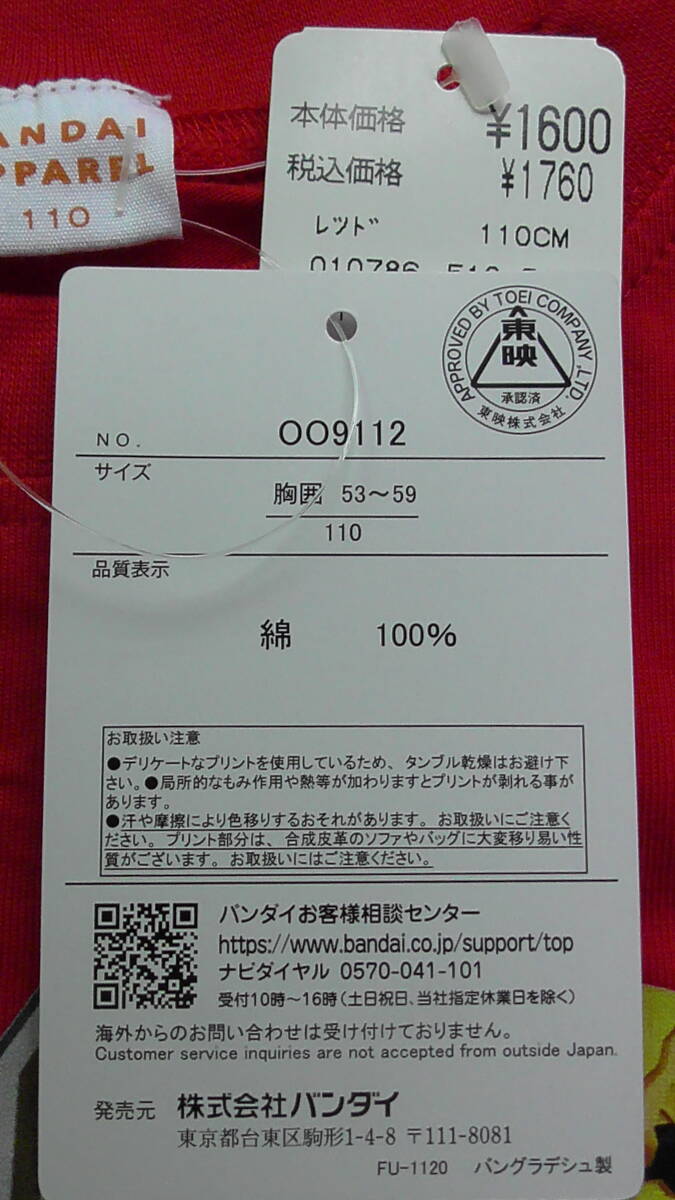 ANDAI
PPAREL
110
本体価格 ¥1600
税込価格 ¥1760
レツド 110CM
APPROVED BY TOEI COMPANY, LTD.
東映
承認済
東映株式会社
NO. OO9112
サイズ
胸囲 53～59
110
品質表示
綿 100%
お取扱い注意
●デリケートなプリントを使用しているため、タンブル乾燥はお避け下
さい。●局所的なもみ作用や熱等が加わりますとプリントが剥れる事が
あります。
●汗や摩擦により色移りするおそれがあります。お取扱いにご注意く
ださい。プリント部分は、合成皮革のソファやバッグに大変移り易い性
質がございます。お取扱いにはご注意ください。
バンダイお客様相談センター
https://www.bandai.co.jp/support/top
ナビダイヤル 0570-041-101
受付10時～16時(土日祝日、当社指定休業日を除く)
海外からのお問い合わせは受け付けておりません。
Customer service inquiries are not accepted from outside Japan.
発売元 株式会社バンダイ
東京都台東区駒形1-4-8 〒111-8081
FU-1120 バングラデシュ製